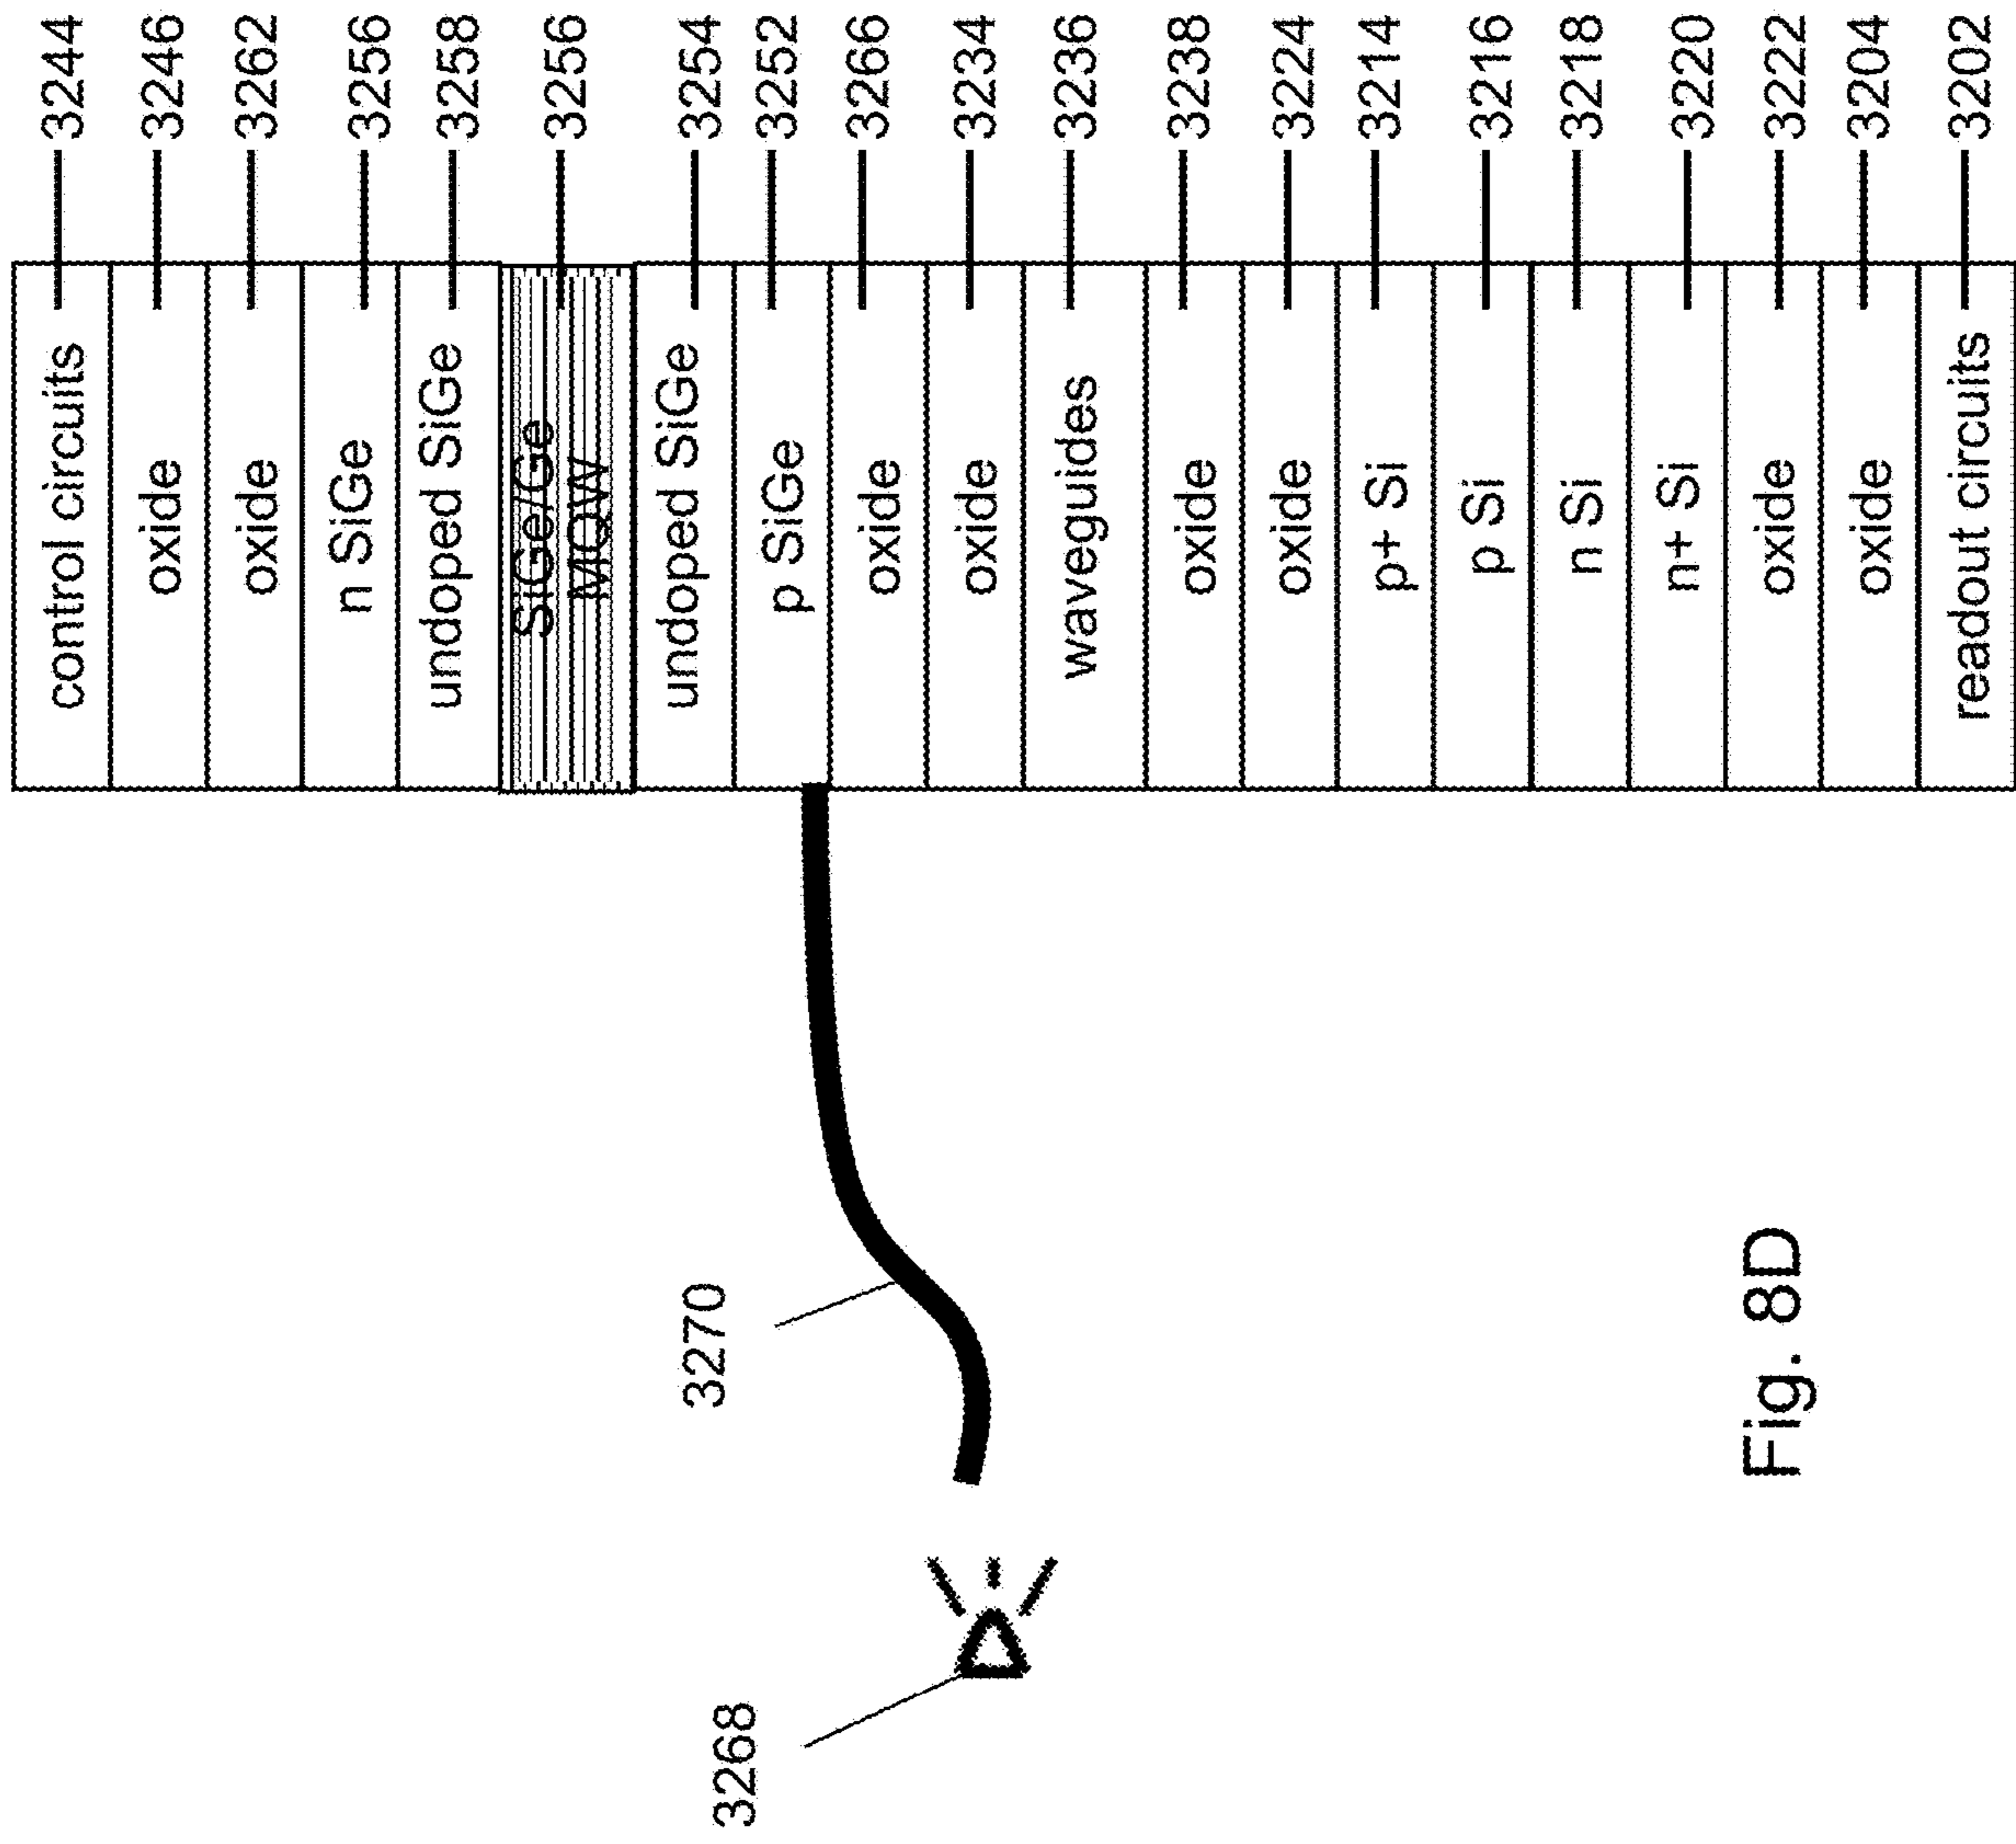 control circuits 3244
oxide 3246
oxide 3262
n SiGe 3256
undoped SiGe 3258
SiGe/Ge
MQW 3256
undoped SiGe 3254
p SiGe 3252
oxide 3266
oxide 3234
waveguides 3236
oxide 3238
oxide 3224
p+ Si 3214
p Si 3216
n Si 3218
n+ Si 3220
oxide 3222
oxide 3204
readout circuits 3202
3270
3268
Fig. 8D